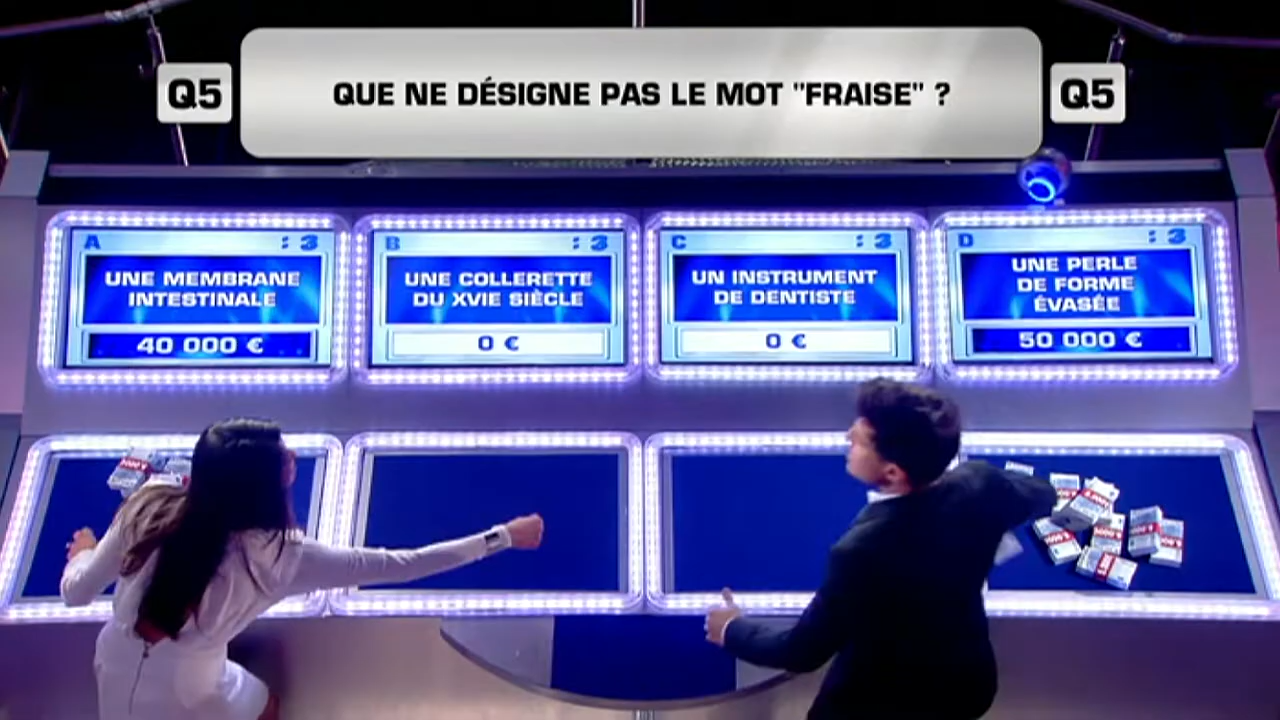 Q5
QUE NE DÉSIGNE PAS LE MOT "FRAISE" ?
Q5
A : 3
UNE MEMBRANE
INTESTINALE
40 000 €
B : 3
UNE COLLERETTE
DU XVIE SIÈCLE
0 €
C : 3
UN INSTRUMENT
DE DENTISTE
0 €
D : 3
UNE PERLE
DE FORME
ÉVASÉE
50 000 €